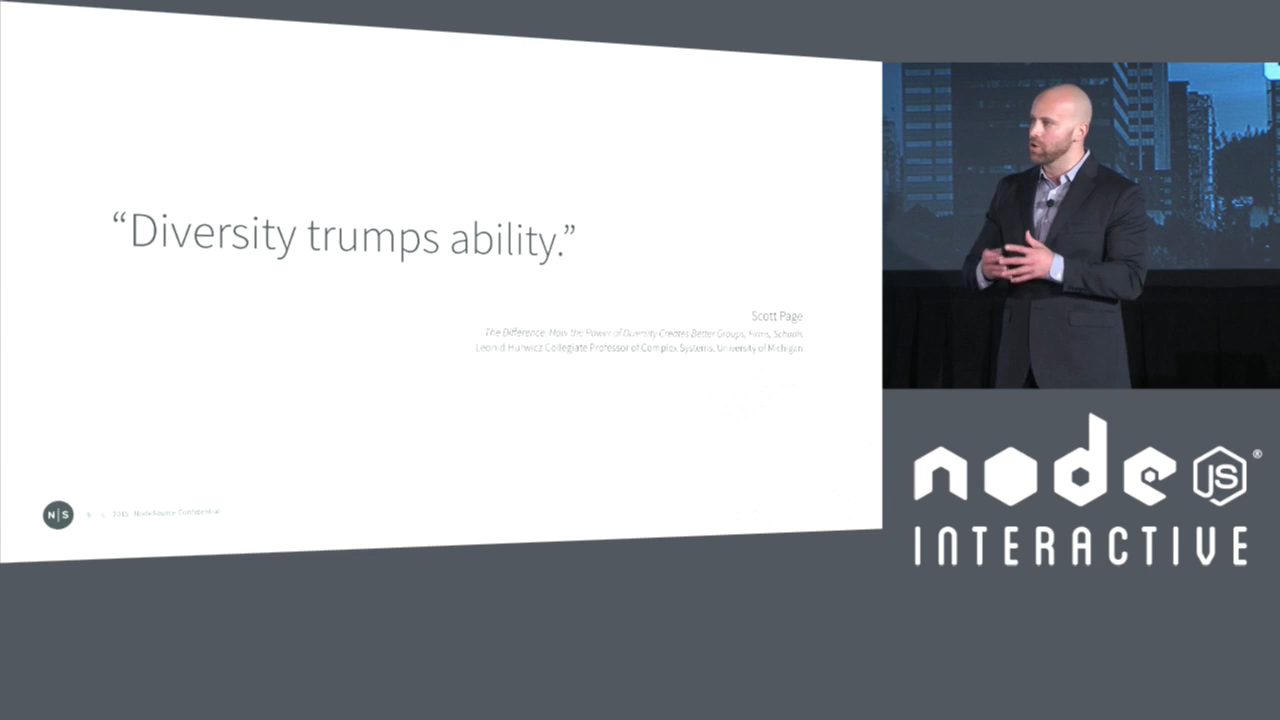 “Diversity trumps ability.”
Scott Page
The Difference: How the Power of Diversity Creates Better Groups, Firms, Schools
Leonid Hurwicz Collegiate Professor of Complex Systems, University of Michigan
N|S 2015 NodeSource Confidential
node JS ®
INTERACTIVE